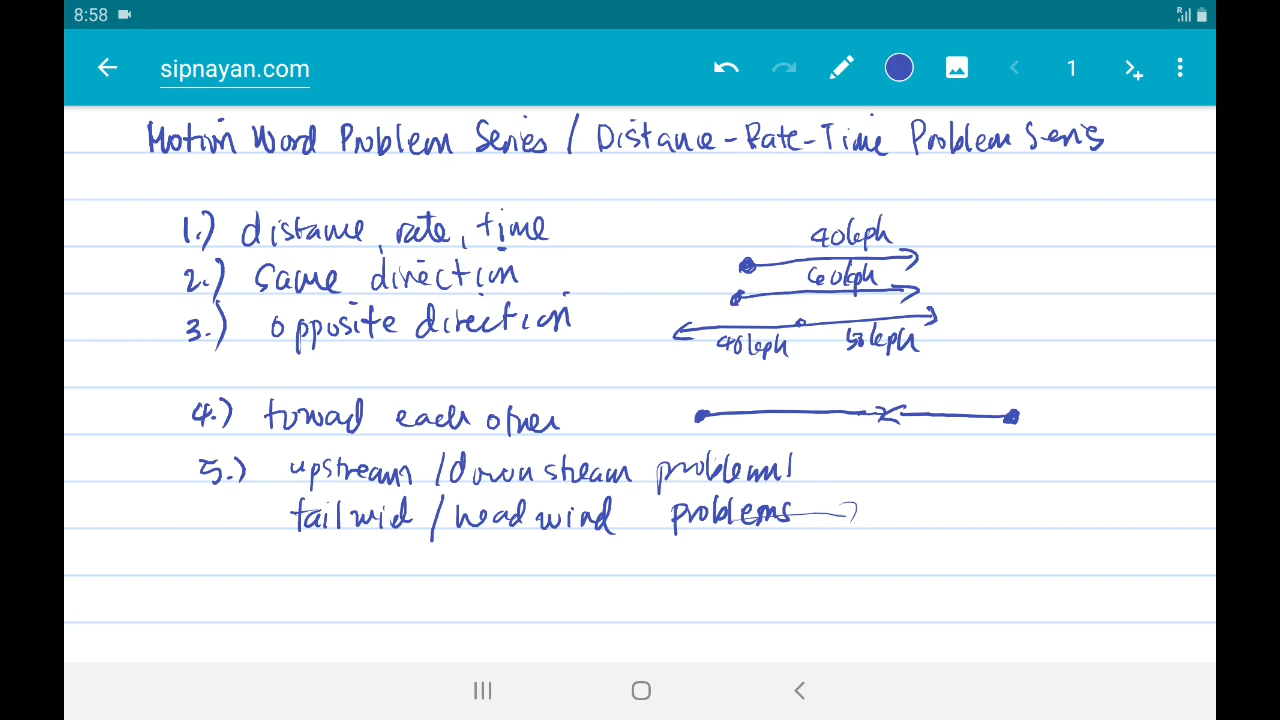 8:58
sipnayan.com
1
Motion Word Problem Series / Distance-Rate-Time Problem Series
1.) distance, rate, time
40kph
2.) same direction
60kph
3.) opposite direction
40kph 50kph
4.) toward each other
5.) upstream / downstream problems
tailwid / headwind problems